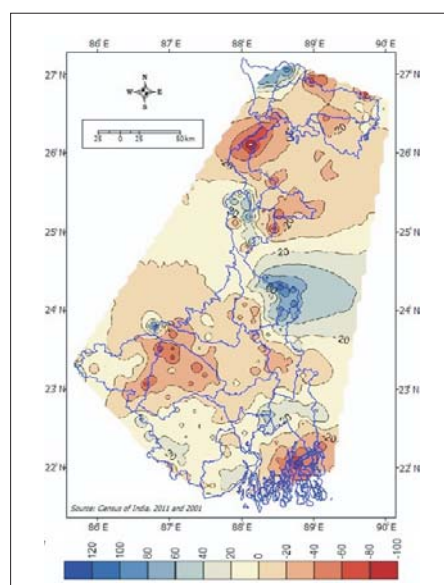 86 E 87 E 88 E 89 E 90 E
N
W E
S
25 0 25 50 km
27 N 27 N
26 N 26 N
25 N 25 N
24 N 24 N
23 N 23 N
22 N 22 N
20
20
-20
Source: Census of India, 2011 and 2001
86 E 87 E 88 E 89 E 90 E
120 100 80 60 40 20 0 -20 -40 -60 -80 -100